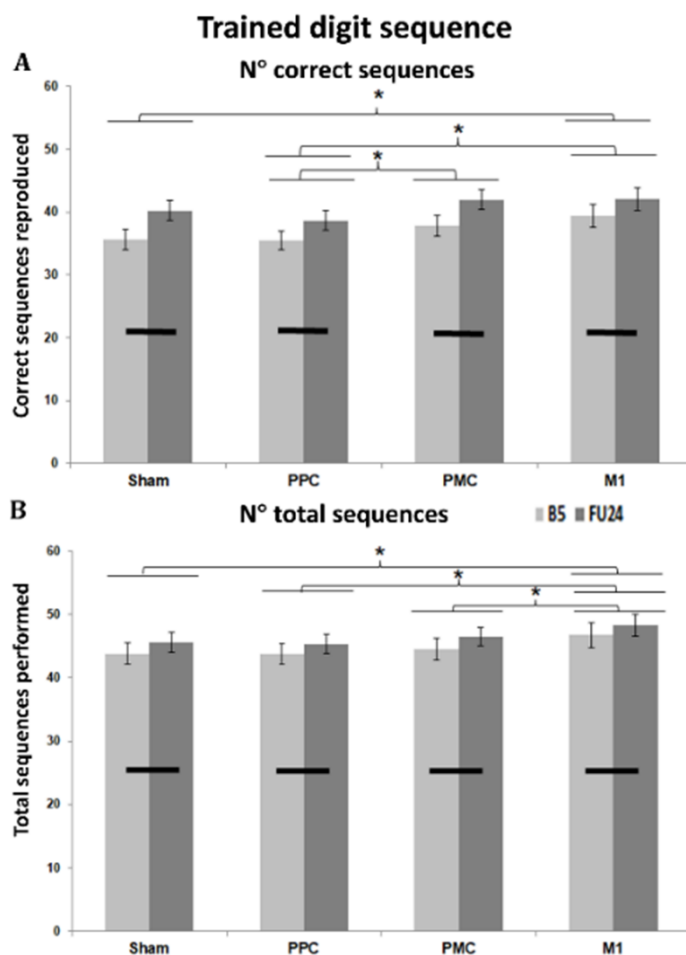 Trained digit sequence
A
N° correct sequences
Correct sequences reproduced
60
50
40
30
20
10
0
*
*
*
Sham PPC PMC M1
B
N° total sequences
B5 FU24
Total sequences performed
60
50
40
30
20
10
0
*
*
*
Sham PPC PMC M1